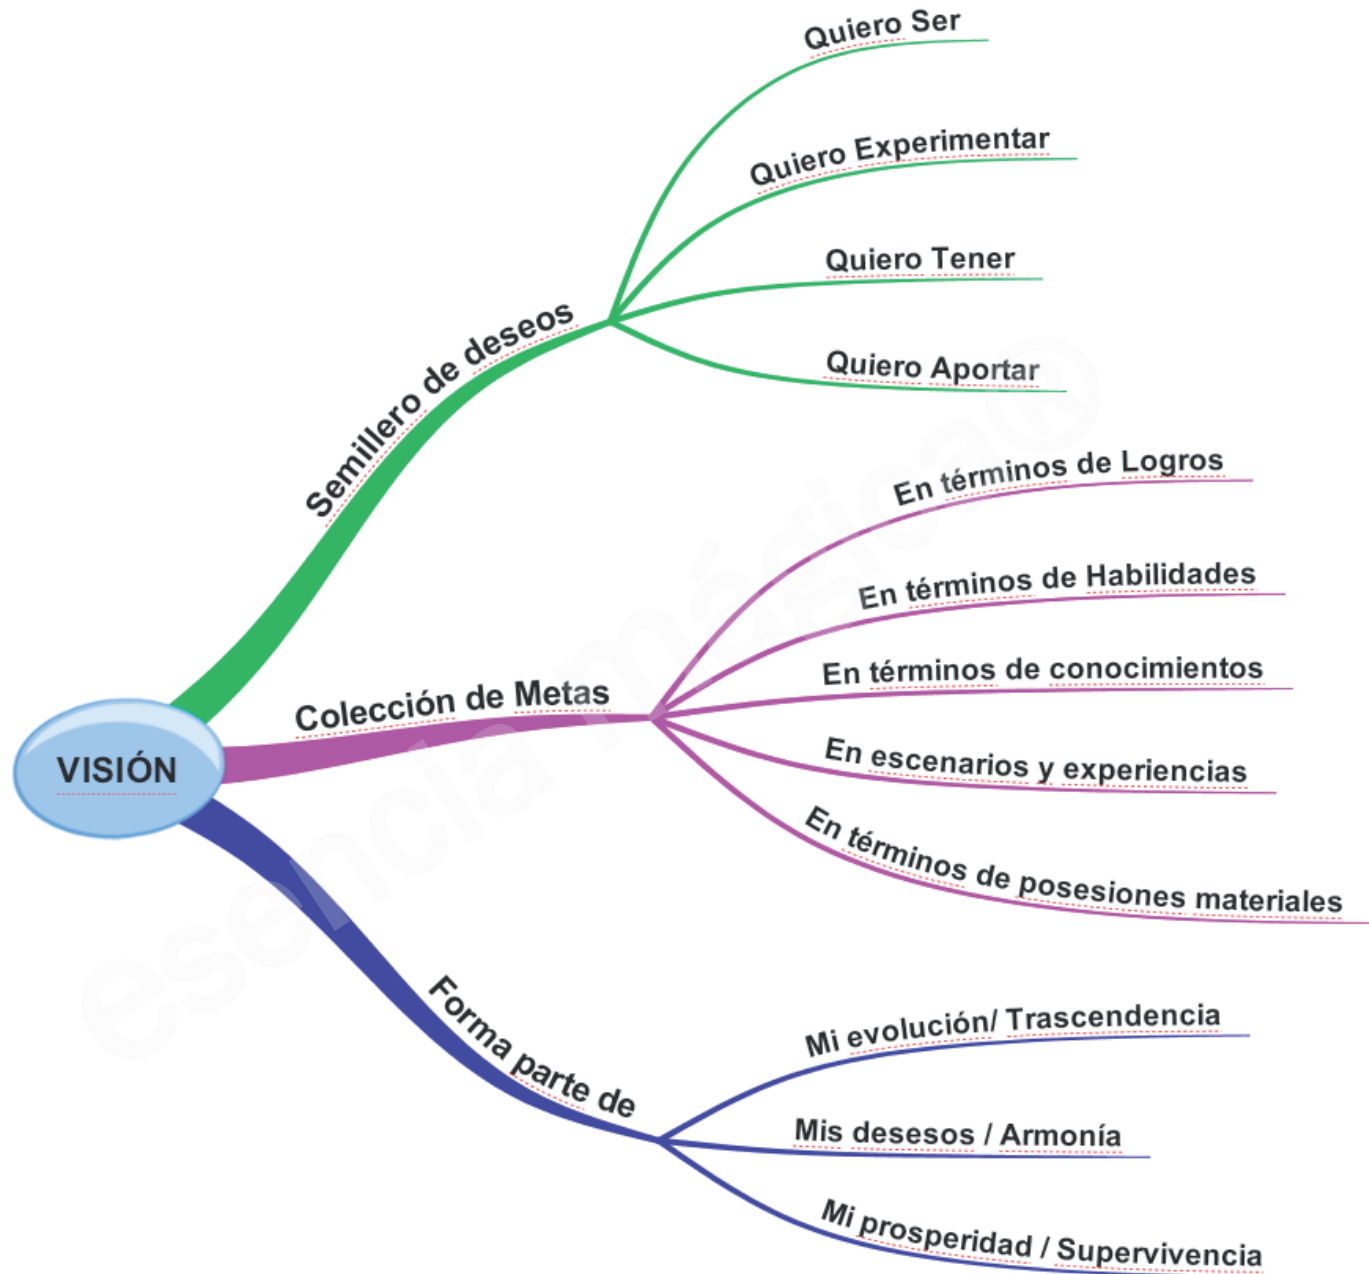 VISIÓN
Semillero de deseos
Quiero Ser
Quiero Experimentar
Quiero Tener
Quiero Aportar
Colección de Metas
En términos de Logros
En términos de Habilidades
En términos de conocimientos
En escenarios y experiencias
En términos de posesiones materiales
Forma parte de
Mi evolución/ Trascendencia
Mis desesos / Armonía
Mi prosperidad / Supervivencia
esencia mágica®